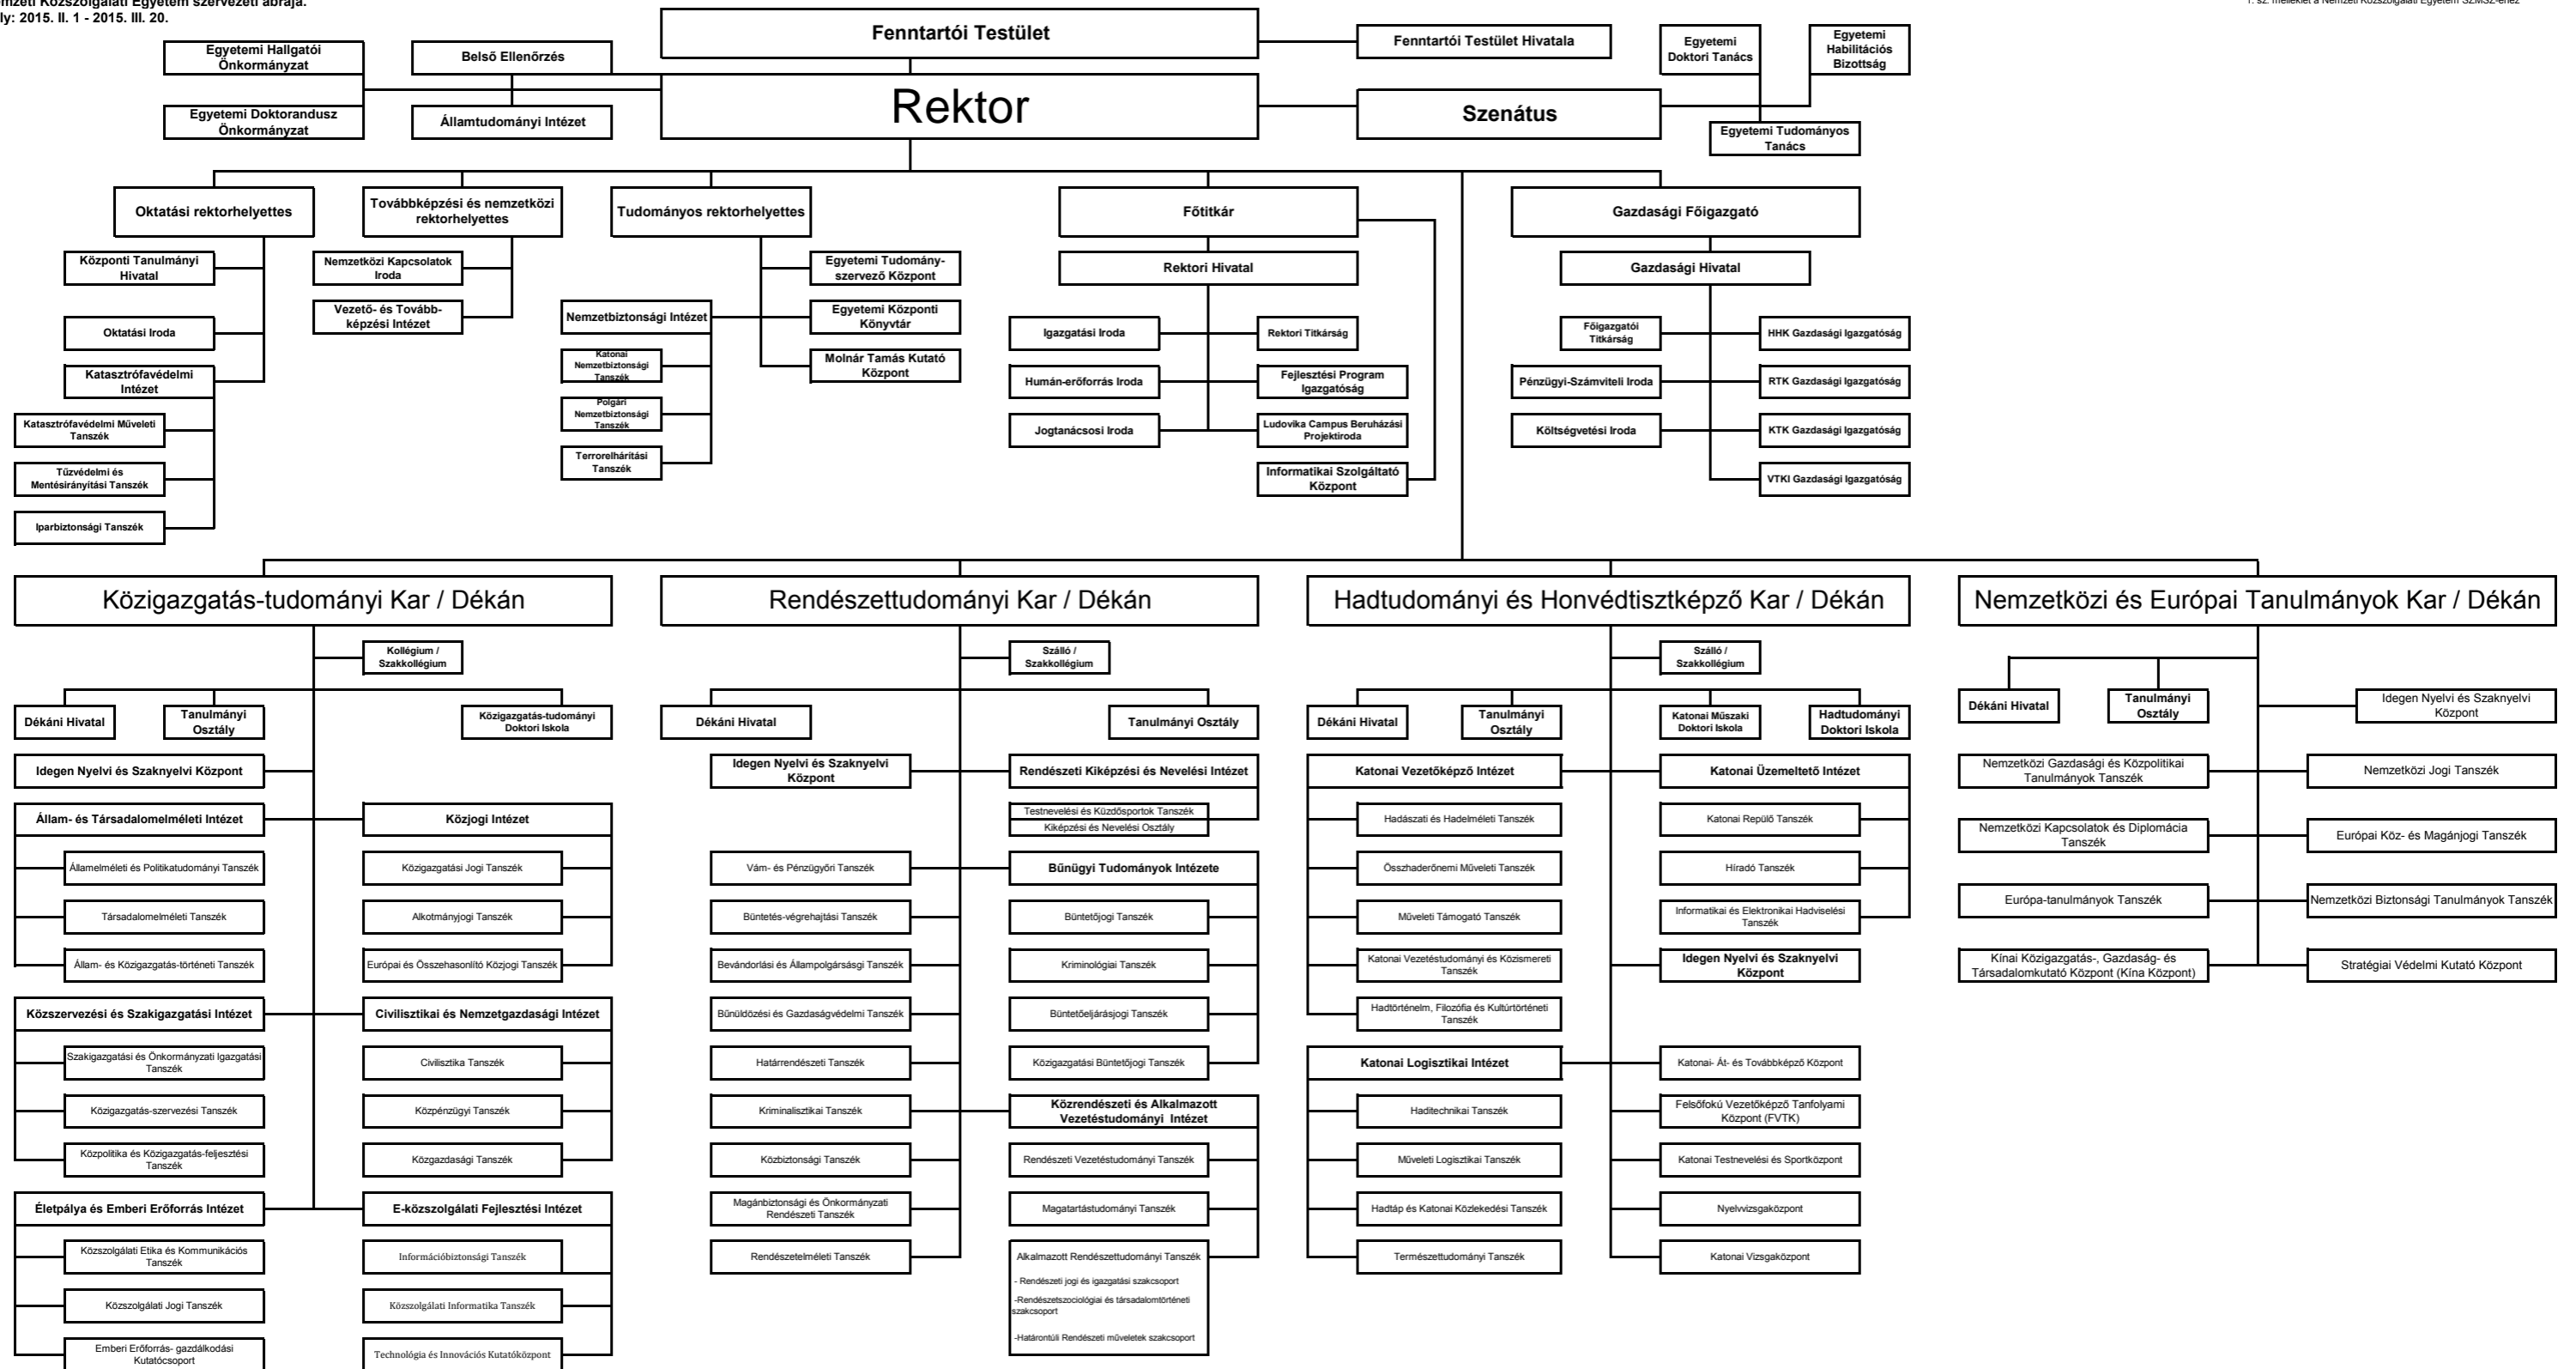 Nemzeti Közszolgálati Egyetem szervezeti ábrája.
2015. II. 1 - 2015. III. 20.
1. sz. melléklet a Nemzeti Közszolgálati Egyetem SZMSZ-éhez
Fenntartói Testület
Fenntartói Testület Hivatala
Egyetemi Hallgatói
Önkormányzat
Belső Ellenőrzés
Egyetemi
Doktori Tanács
Egyetemi
Habilitációs
Bizottság
Rektor
Szenátus
Egyetemi Doktorandusz
Önkormányzat
Államtudományi Intézet
Egyetemi Tudományos
Tanács
Oktatási rektorhelyettes
Továbbképzési és nemzetközi
rektorhelyettes
Tudományos rektorhelyettes
Főtitkár
Gazdasági Főigazgató
Központi Tanulmányi
Hivatal
Oktatási Iroda
Katasztrófavédelmi
Intézet
Katasztrófavédelmi Műveleti
Tanszék
Tűzvédelmi és
Mentésirányítási Tanszék
Iparbiztonsági Tanszék
Nemzetközi Kapcsolatok
Iroda
Vezető- és Tovább-
képzési Intézet
Egyetemi Tudomány-
szervező Központ
Nemzetbiztonsági Intézet
Egyetemi Központi
Könyvtár
Katonai
Nemzetbiztonsági
Tanszék
Molnár Tamás Kutató
Központ
Polgári
Nemzetbiztonsági
Tanszék
Terrorelhárítási
Tanszék
Rektori Hivatal
Igazgatási Iroda
Rektori Titkárság
Humán-erőforrás Iroda
Fejlesztési Program
Igazgatóság
Jogtanácsosi Iroda
Ludovika Campus Beruházási
Projektiroda
Informatikai Szolgáltató
Központ
Gazdasági Hivatal
Főigazgatói
Titkárság
HHK Gazdasági Igazgatóság
Pénzügyi-Számviteli Iroda
RTK Gazdasági Igazgatóság
Költségvetési Iroda
KTK Gazdasági Igazgatóság
VTKI Gazdasági Igazgatóság
Közigazgatás-tudományi Kar / Dékán
Kollégium /
Szakkollégium
Dékáni Hivatal
Tanulmányi
Osztály
Közigazgatás-tudományi
Doktori Iskola
Idegen Nyelvi és Szaknyelvi Központ
Állam- és Társadalomelméleti Intézet
Államelméleti és Politikatudományi Tanszék
Társadalomelméleti Tanszék
Állam- és Közigazgatás-történeti Tanszék
Közjogi Intézet
Közigazgatási Jogi Tanszék
Alkotmányjogi Tanszék
Európai és Összehasonlító Közjogi Tanszék
Közszervezési és Szakigazgatási Intézet
Szakigazgatási és Önkormányzati Igazgatási
Tanszék
Közigazgatás-szervezési Tanszék
Közpolitika és Közigazgatás-feljesztési
Tanszék
Civilisztikai és Nemzetgazdasági Intézet
Civilisztika Tanszék
Közpénzügyi Tanszék
Közgazdasági Tanszék
Életpálya és Emberi Erőforrás Intézet
Közszolgálati Etika és Kommunikációs
Tanszék
Közszolgálati Jogi Tanszék
Emberi Erőforrás- gazdálkodási
Kutatócsoport
E-közszolgálati Fejlesztési Intézet
Információbiztonsági Tanszék
Közszolgálati Informatika Tanszék
Technológia és Innovációs Kutatóközpont
Rendészettudományi Kar / Dékán
Szálló /
Szakkollégium
Dékáni Hivatal
Tanulmányi Osztály
Idegen Nyelvi és Szaknyelvi
Központ
Vám- és Pénzügyőri Tanszék
Büntetés-végrehajtási Tanszék
Bevándorlási és Állampolgársásgi Tanszék
Bűnüldözési és Gazdaságvédelmi Tanszék
Határrendészeti Tanszék
Kriminalisztikai Tanszék
Közbiztonsági Tanszék
Magánbiztonsági és Önkormányzati
Rendészeti Tanszék
Rendészetelméleti Tanszék
Rendészeti Kiképzési és Nevelési Intézet
Testnevelési és Küzdősportok Tanszék
Kiképzési és Nevelési Osztály
Bűnügyi Tudományok Intézete
Büntetőjogi Tanszék
Kriminológiai Tanszék
Büntetőeljárásjogi Tanszék
Közigazgatási Büntetőjogi Tanszék
Közrendészeti és Alkalmazott
Vezetéstudományi Intézet
Rendészeti Vezetéstudományi Tanszék
Magatartástudományi Tanszék
Alkalmazott Rendészettudományi Tanszék
- Rendészeti jogi és igazgatási szakcsoport
-Rendészetszociológiai és társadalomtörténeti
szakcsoport
-Határontúli Rendészeti műveletek szakcsoport
Hadtudományi és Honvédtisztképző Kar / Dékán
Szálló /
Szakkollégium
Dékáni Hivatal
Tanulmányi
Osztály
Katonai Műszaki
Doktori Iskola
Hadtudományi
Doktori Iskola
Katonai Vezetőképző Intézet
Hadászati és Hadelméleti Tanszék
Összhaderőnemi Műveleti Tanszék
Műveleti Támogató Tanszék
Katonai Vezetéstudományi és Közismereti
Tanszék
Hadtörténelm, Filozófia és Kultúrtörténeti
Tanszék
Katonai Logisztikai Intézet
Haditechnikai Tanszék
Műveleti Logisztikai Tanszék
Hadtáp és Katonai Közlekedési Tanszék
Természettudományi Tanszék
Katonai Üzemeltető Intézet
Katonai Repülő Tanszék
Híradó Tanszék
Informatikai és Elektronikai Hadviselési
Tanszék
Idegen Nyelvi és Szaknyelvi
Központ
Katonai- Át- és Továbbképző Központ
Felsőfokú Vezetőképző Tanfolyami
Központ (FVTK)
Katonai Testnevelési és Sportközpont
Nyelvvizsgaközpont
Katonai Vizsgaközpont
Nemzetközi és Európai Tanulmányok Kar / Dékán
Dékáni Hivatal
Tanulmányi
Osztály
Idegen Nyelvi és Szaknyelvi
Központ
Nemzetközi Gazdasági és Közpolitikai
Tanulmányok Tanszék
Nemzetközi Jogi Tanszék
Nemzetközi Kapcsolatok és Diplomácia
Tanszék
Európai Köz- és Magánjogi Tanszék
Európa-tanulmányok Tanszék
Nemzetközi Biztonsági Tanulmányok Tanszék
Kínai Közigazgatás-, Gazdaság- és
Társadalomkutató Központ (Kína Központ)
Stratégiai Védelmi Kutató Központ